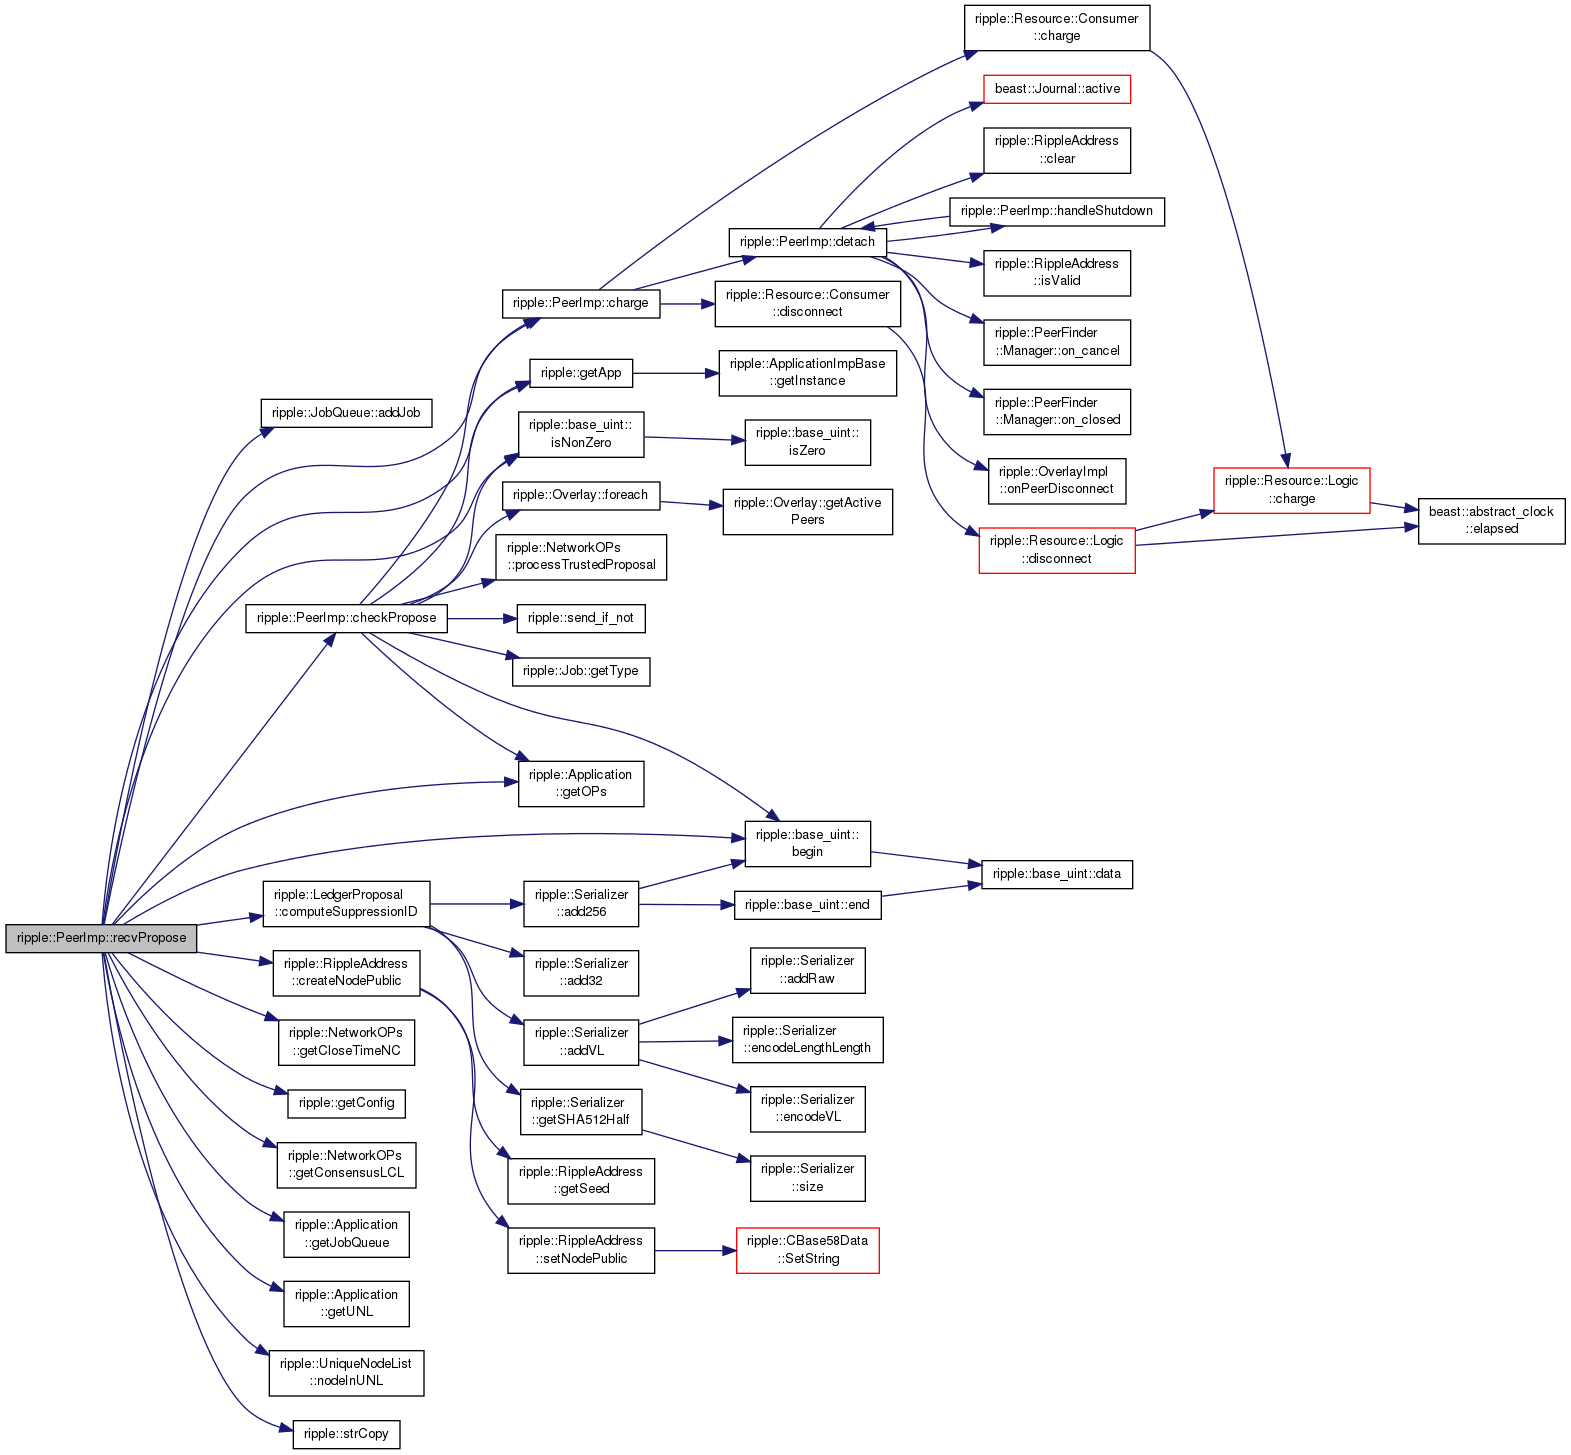 ripple::PeerImp::recvPropose
ripple::JobQueue::addJob
ripple::PeerImp::checkPropose
ripple::LedgerProposal
::computeSuppressionID
ripple::RippleAddress
::createNodePublic
ripple::NetworkOPs
::getCloseTimeNC
ripple::getConfig
ripple::NetworkOPs
::getConsensusLCL
ripple::Application
::getJobQueue
ripple::Application
::getUNL
ripple::UniqueNodeList
::nodeInUNL
ripple::strCopy
ripple::PeerImp::charge
ripple::getApp
ripple::base_uint::
isNonZero
ripple::Overlay::foreach
ripple::NetworkOPs
::processTrustedProposal
ripple::send_if_not
ripple::Job::getType
ripple::Application
::getOPs
ripple::Serializer
::add256
ripple::Serializer
::add32
ripple::Serializer
::addVL
ripple::Serializer
::getSHA512Half
ripple::RippleAddress
::getSeed
ripple::RippleAddress
::setNodePublic
ripple::PeerImp::detach
ripple::Resource::Consumer
::disconnect
ripple::ApplicationImpBase
::getInstance
ripple::base_uint::
isZero
ripple::Overlay::getActive
Peers
ripple::base_uint::
begin
ripple::base_uint::end
ripple::Serializer
::addRaw
ripple::Serializer
::encodeLengthLength
ripple::Serializer
::encodeVL
ripple::Serializer
::size
ripple::CBase58Data
::SetString
ripple::Resource::Consumer
::charge
beast::Journal::active
ripple::RippleAddress
::clear
ripple::PeerImp::handleShutdown
ripple::RippleAddress
::isValid
ripple::PeerFinder
::Manager::on_cancel
ripple::PeerFinder
::Manager::on_closed
ripple::OverlayImpl
::onPeerDisconnect
ripple::Resource::Logic
::disconnect
ripple::base_uint::data
ripple::Resource::Logic
::charge
beast::abstract_clock
::elapsed